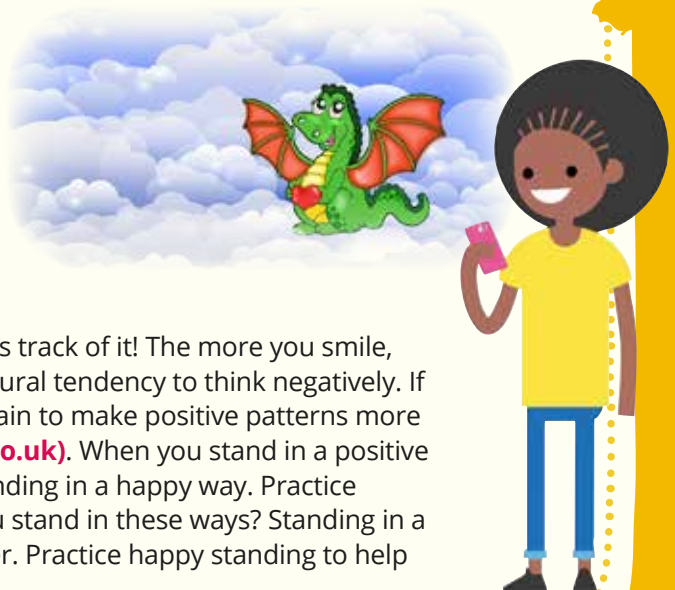 s track of it! The more you smile,
ural tendency to think negatively. If
ain to make positive patterns more
o.uk). When you stand in a positive
nding in a happy way. Practice
u stand in these ways? Standing in a
er. Practice happy standing to help